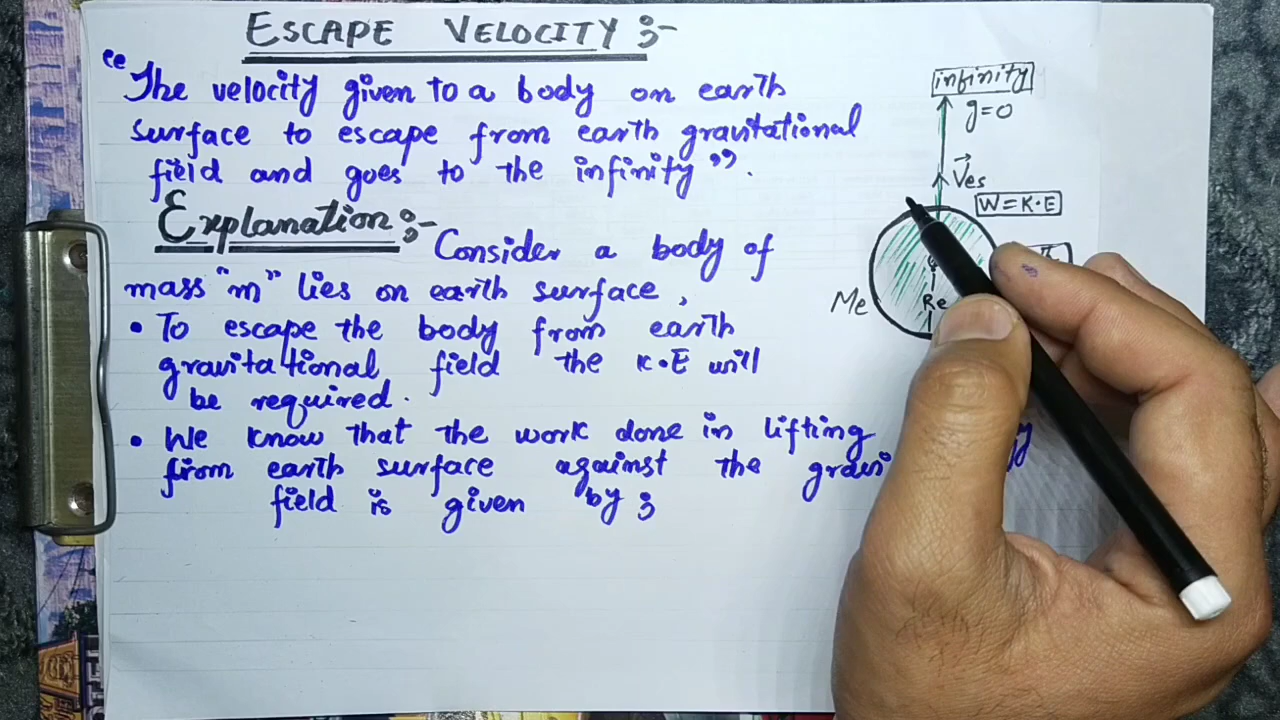 ESCAPE VELOCITY :-
"The velocity given to a body on earth
surface to escape from earth gravitational
field and goes to the infinity".
Explanation:- Consider a body of
mass "m" lies on earth surface,
• To escape the body from earth
gravitational field the K.E will
be required.
• We know that the work done in lifting
from earth surface against the
field is given by;
infinity
g=0
Ves
W=K.E
Me
Re